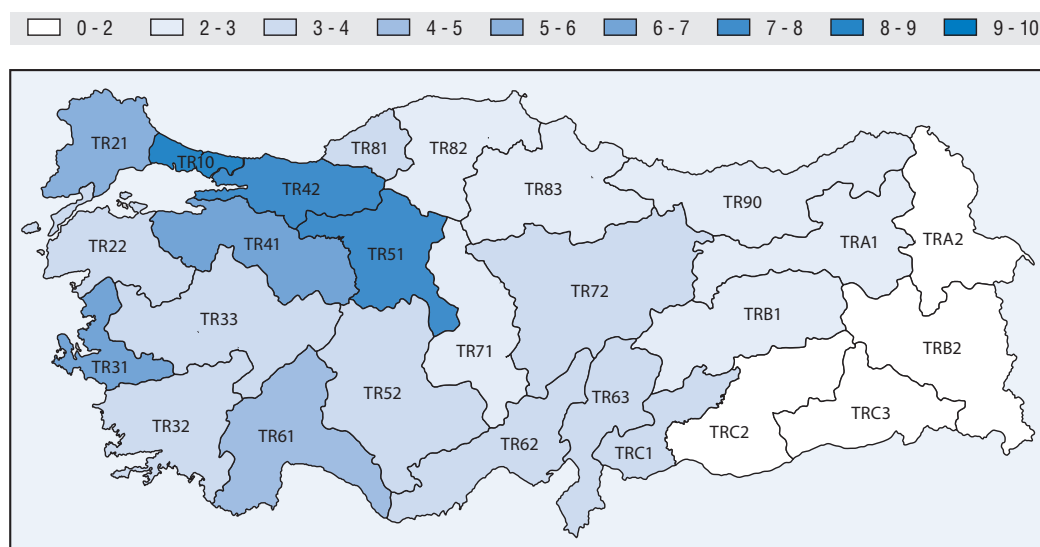 0 - 2 2 - 3 3 - 4 4 - 5 5 - 6 6 - 7 7 - 8 8 - 9 9 - 10
TR21
TR10
TR81
TR82
TR42
TR83
TR90
TR22
TR41
TR51
TRA1
TRA2
TR72
TR33
TRB1
TR71
TRB2
TR31
TR52
TR63
TR32
TR61
TRC3
TRC2
TR62
TRC1